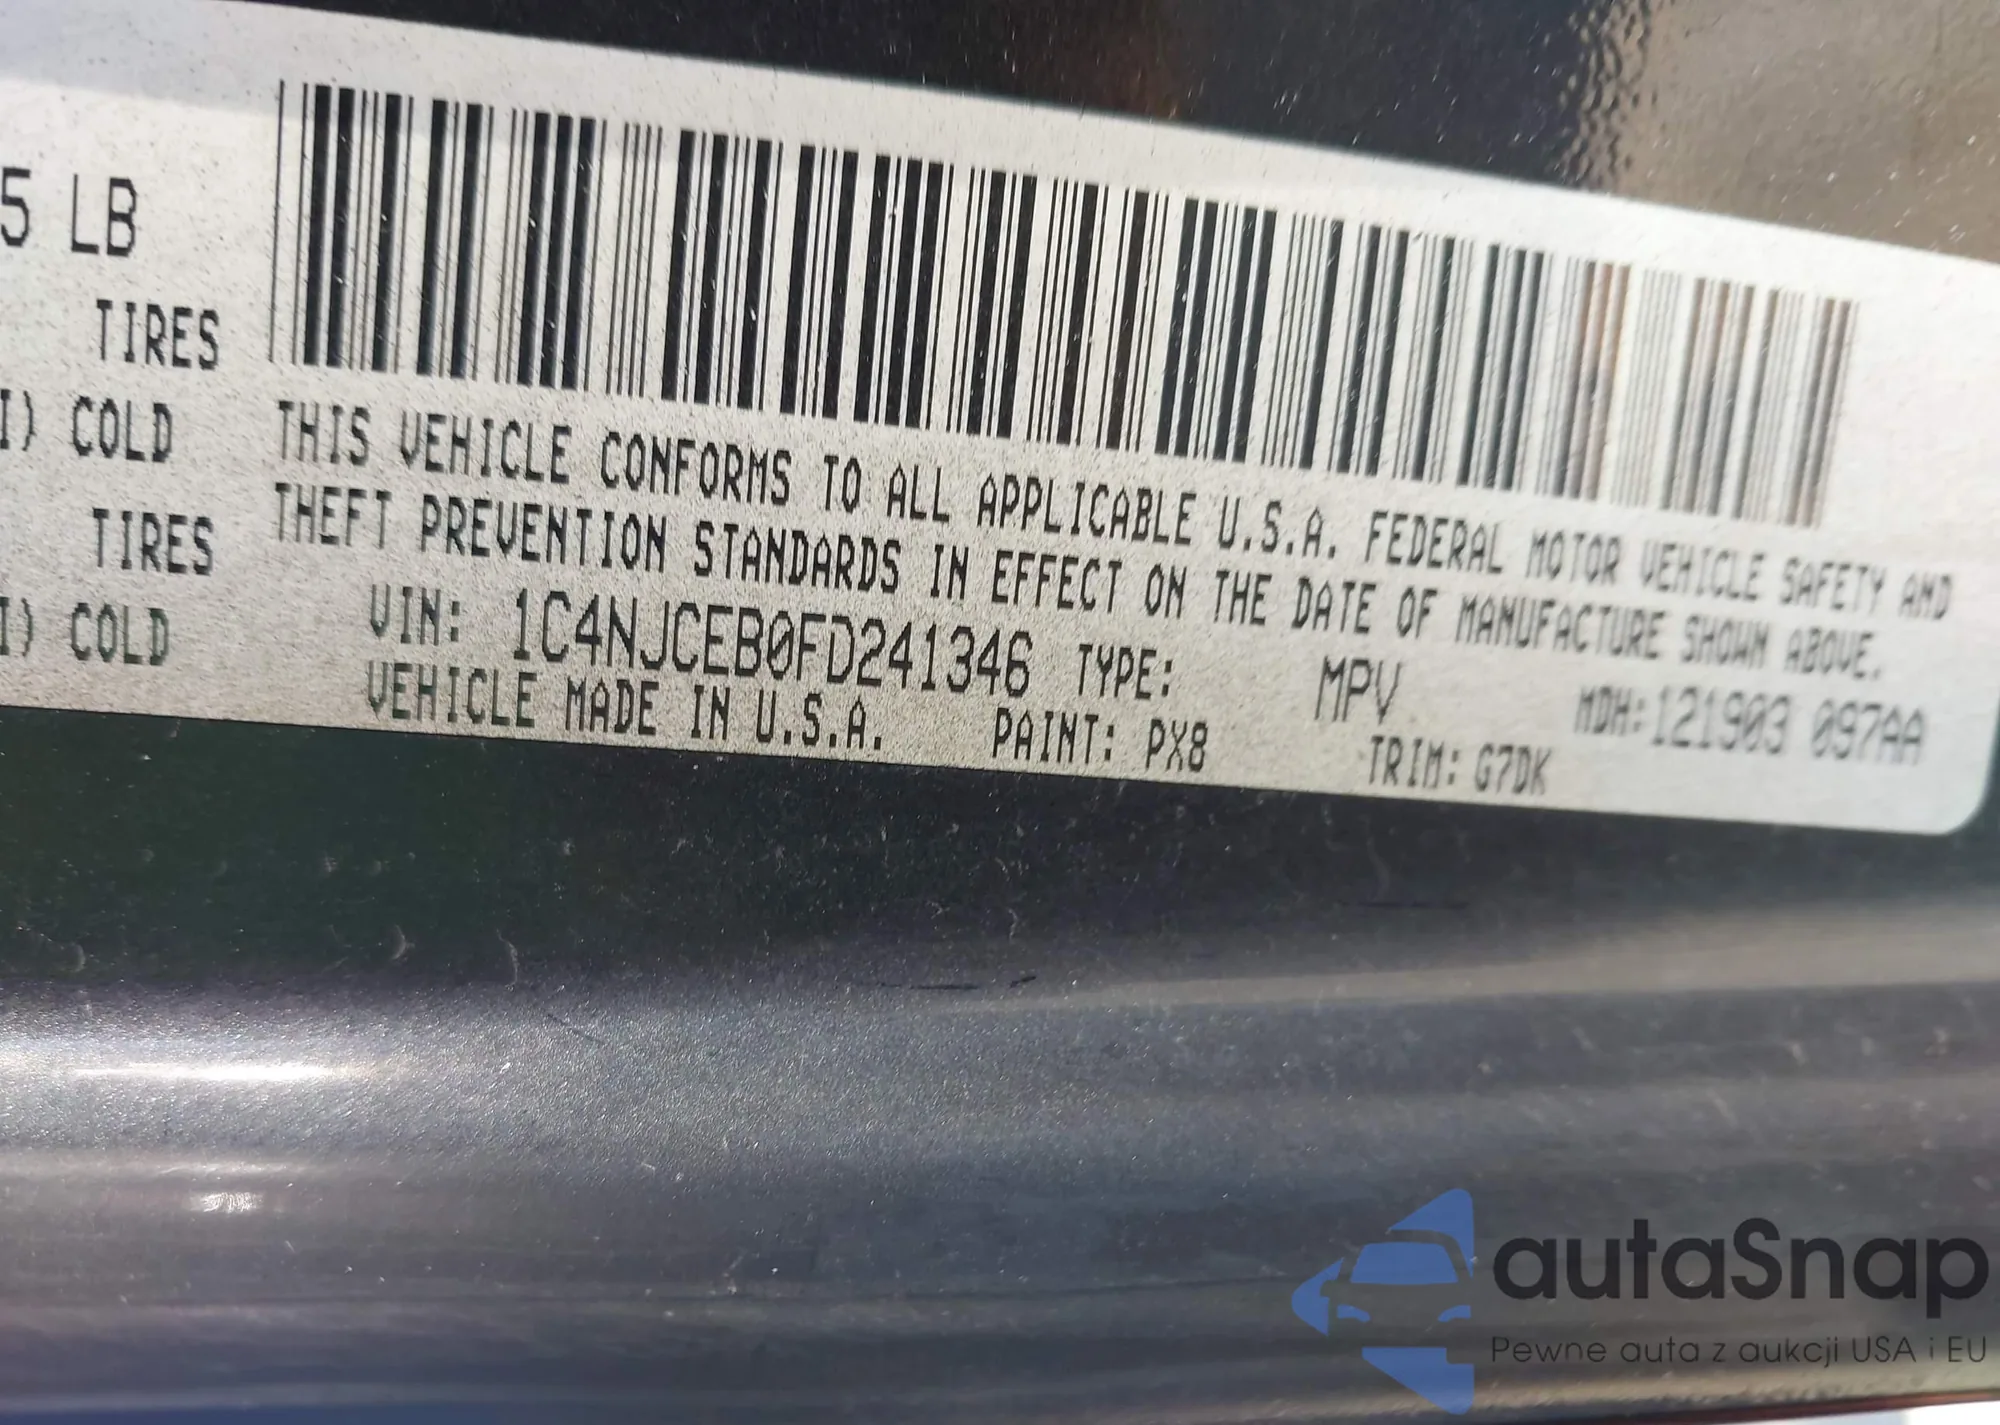 5 LB
TIRES
I) COLD
TIRES
I) COLD
THIS VEHICLE CONFORMS TO ALL APPLICABLE U.S.A. FEDERAL MOTOR VEHICLE SAFETY AND
THEFT PREVENTION STANDARDS IN EFFECT ON THE DATE OF MANUFACTURE SHOWN ABOVE.
VIN: 1C4NJCEB0FD241346 TYPE: MPV MDH:121903 097AA
VEHICLE MADE IN U.S.A. PAINT: PX8 TRIM: G7DK
autaSnap
Pewne auta z aukcji USA i EU